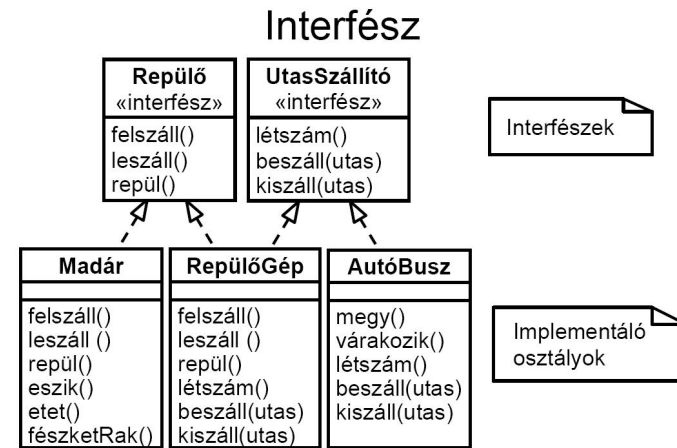 Interfész
Repülő
«interfész»
felszáll()
leszáll()
repül()
UtasSzállító
«interfész»
létszám()
beszáll(utas)
kiszáll(utas)
Interfészek
Madár
felszáll()
leszáll ()
repül()
eszik()
etet()
fészketRak()
RepülőGép
felszáll()
leszáll ()
repül()
létszám()
beszáll(utas)
kiszáll(utas)
AutóBusz
megy()
várakozik()
létszám()
beszáll(utas)
kiszáll(utas)
Implementáló
osztályok